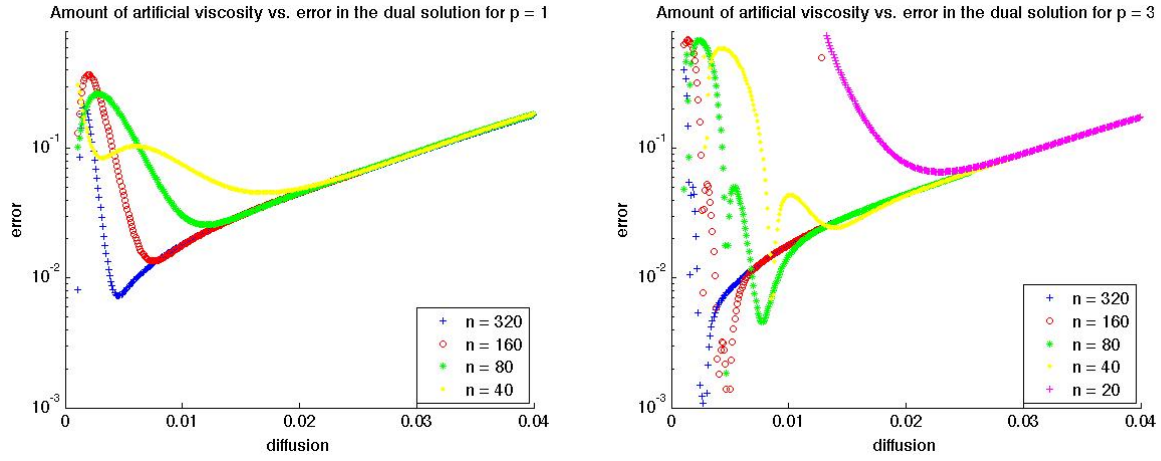 Amount of artificial viscosity vs. error in the dual solution for p = 1
error
10^-1
10^-2
10^-3
0
0.01
0.02
0.03
0.04
diffusion
n = 320
n = 160
n = 80
n = 40
Amount of artificial viscosity vs. error in the dual solution for p = 3
error
10^-1
10^-2
10^-3
0
0.01
0.02
0.03
0.04
diffusion
n = 320
n = 160
n = 80
n = 40
n = 20